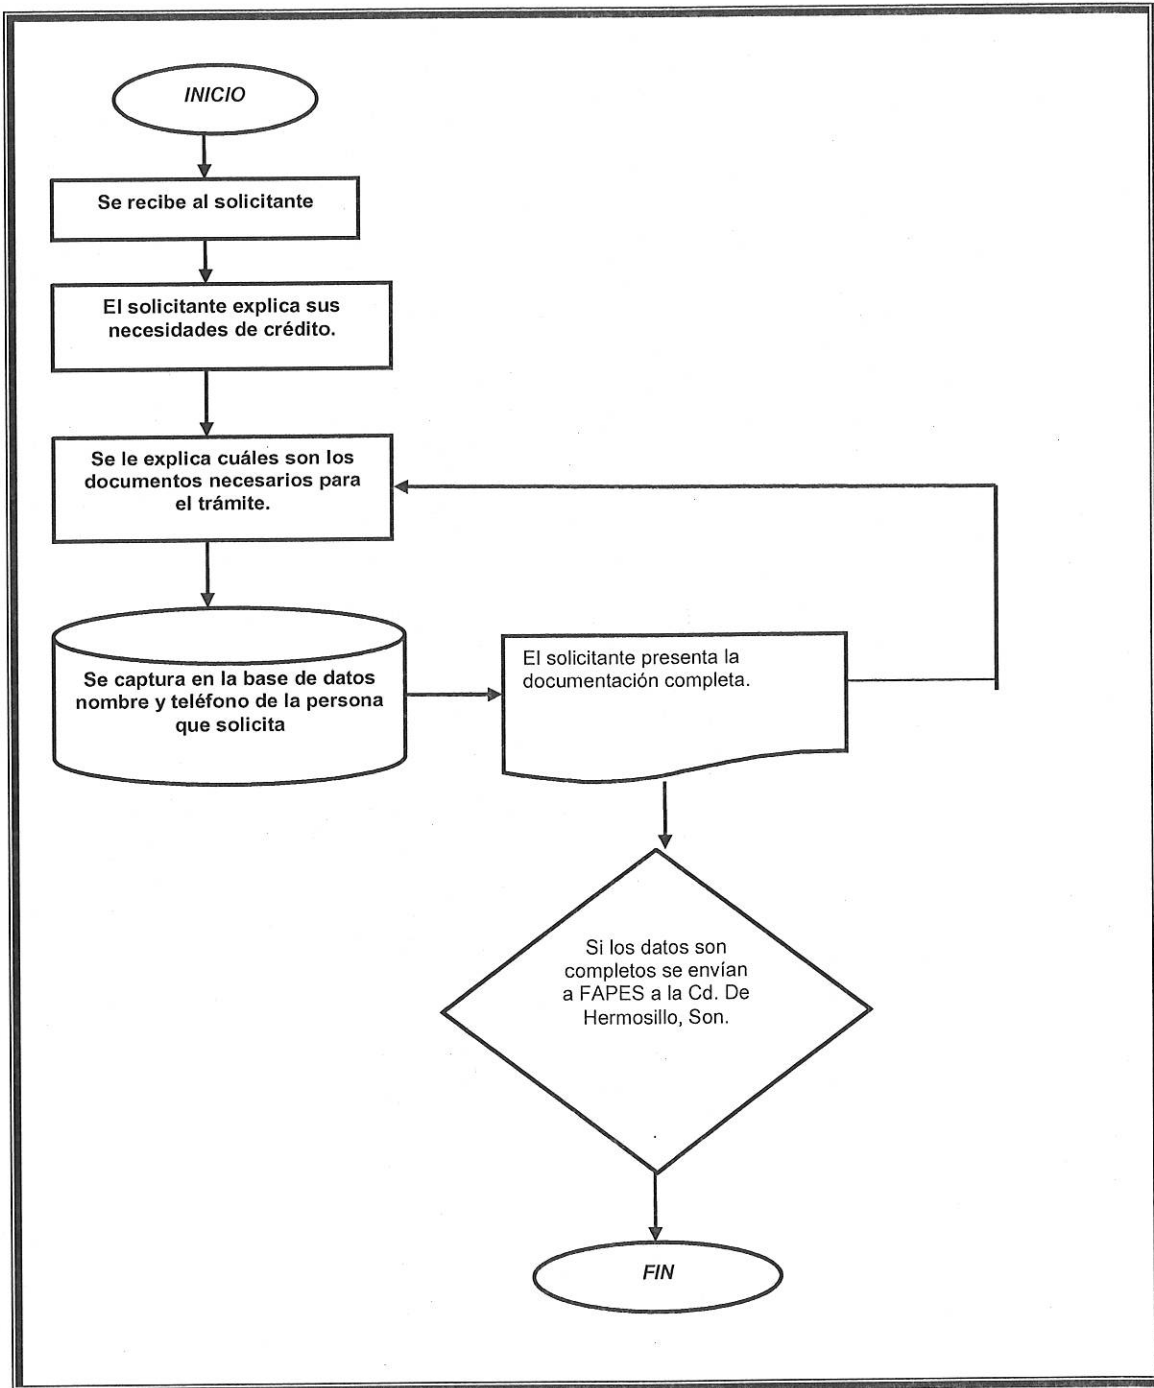 INICIO
Se recibe al solicitante
El solicitante explica sus
necesidades de crédito.
Se le explica cuáles son los
documentos necesarios para
el trámite.
Se captura en la base de datos
nombre y teléfono de la persona
que solicita
El solicitante presenta la
documentación completa.
Si los datos son
completos se envían
a FAPES a la Cd. De
Hermosillo, Son.
FIN